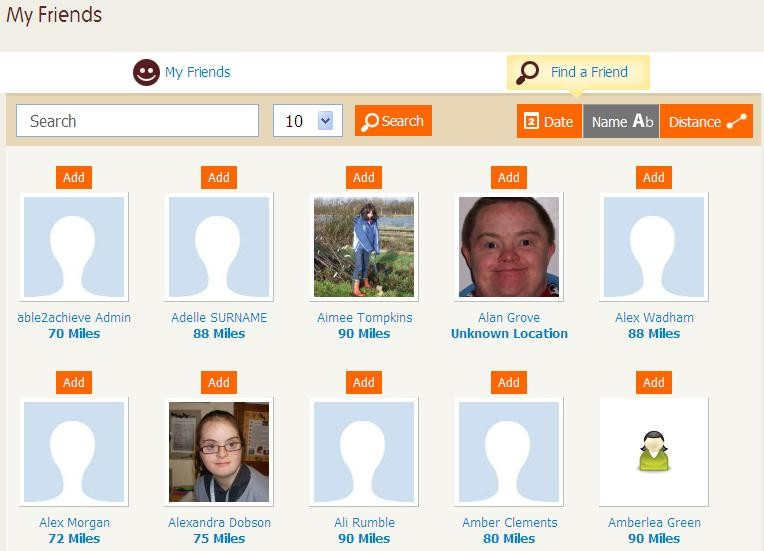 My Friends
My Friends
Find a Friend
Search
10
Search
2 Date
Name Ab
Distance
Add Add Add Add Add
able2achieve Admin Adelle SURNAME Aimee Tompkins Alan Grove Alex Wadham
70 Miles 88 Miles 90 Miles Unknown Location 88 Miles
Add Add Add Add Add
Alex Morgan Alexandra Dobson Ali Rumble Amber Clements Amberlea Green
72 Miles 75 Miles 90 Miles 80 Miles 90 Miles